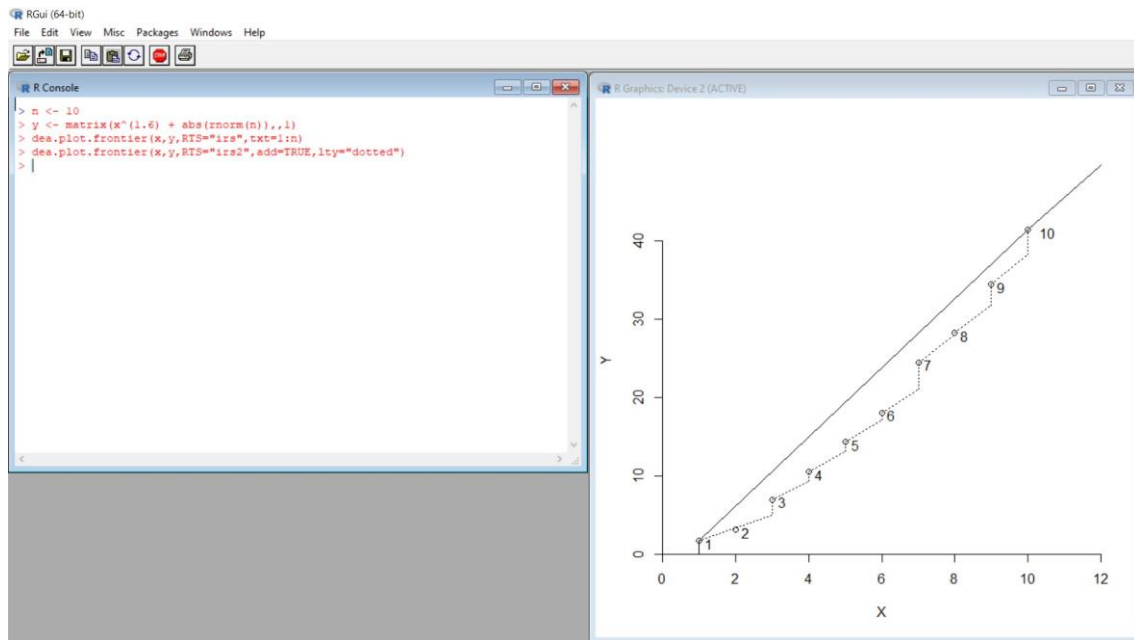 RGui (64-bit)
File Edit View Misc Packages Windows Help
STOP
R Console
> n <- 10
> y <- matrix(x^(1.6) + abs(rnorm(n)),,1)
> dea.plot.frontier(x,y,RTS="irs",txt=1:n)
> dea.plot.frontier(x,y,RTS="irs2",add=TRUE,lty="dotted")
>
R Graphics: Device 2 (ACTIVE)
40
30
20
10
0
Y
1
2
3
4
5
6
7
8
9
10
0 2 4 6 8 10 12
X